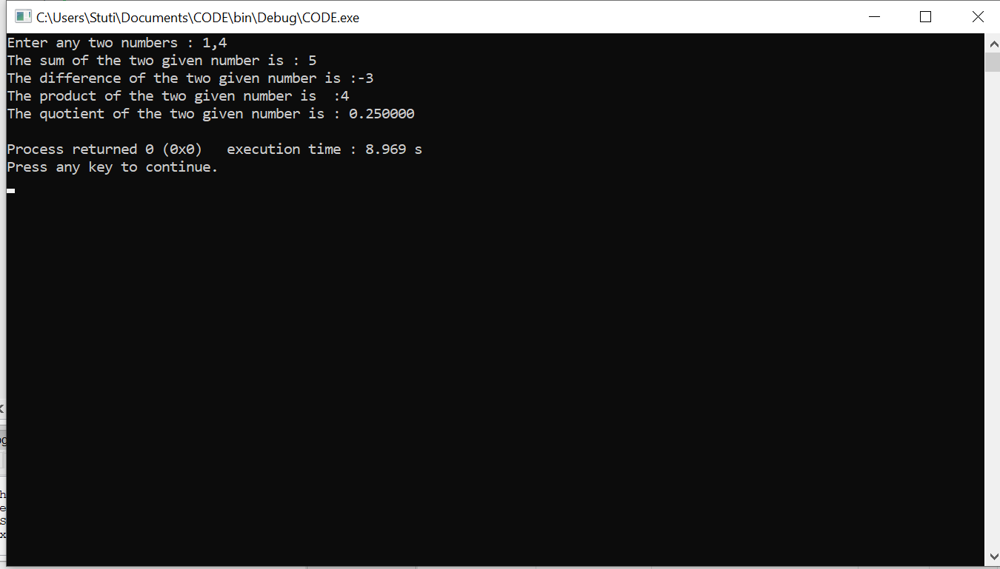 C:\Users\Stuti\Documents\CODE\bin\Debug\CODE.exe
Enter any two numbers : 1,4
The sum of the two given number is : 5
The difference of the two given number is :-3
The product of the two given number is  :4
The quotient of the two given number is : 0.250000
Process returned 0 (0x0)   execution time : 8.969 s
Press any key to continue.